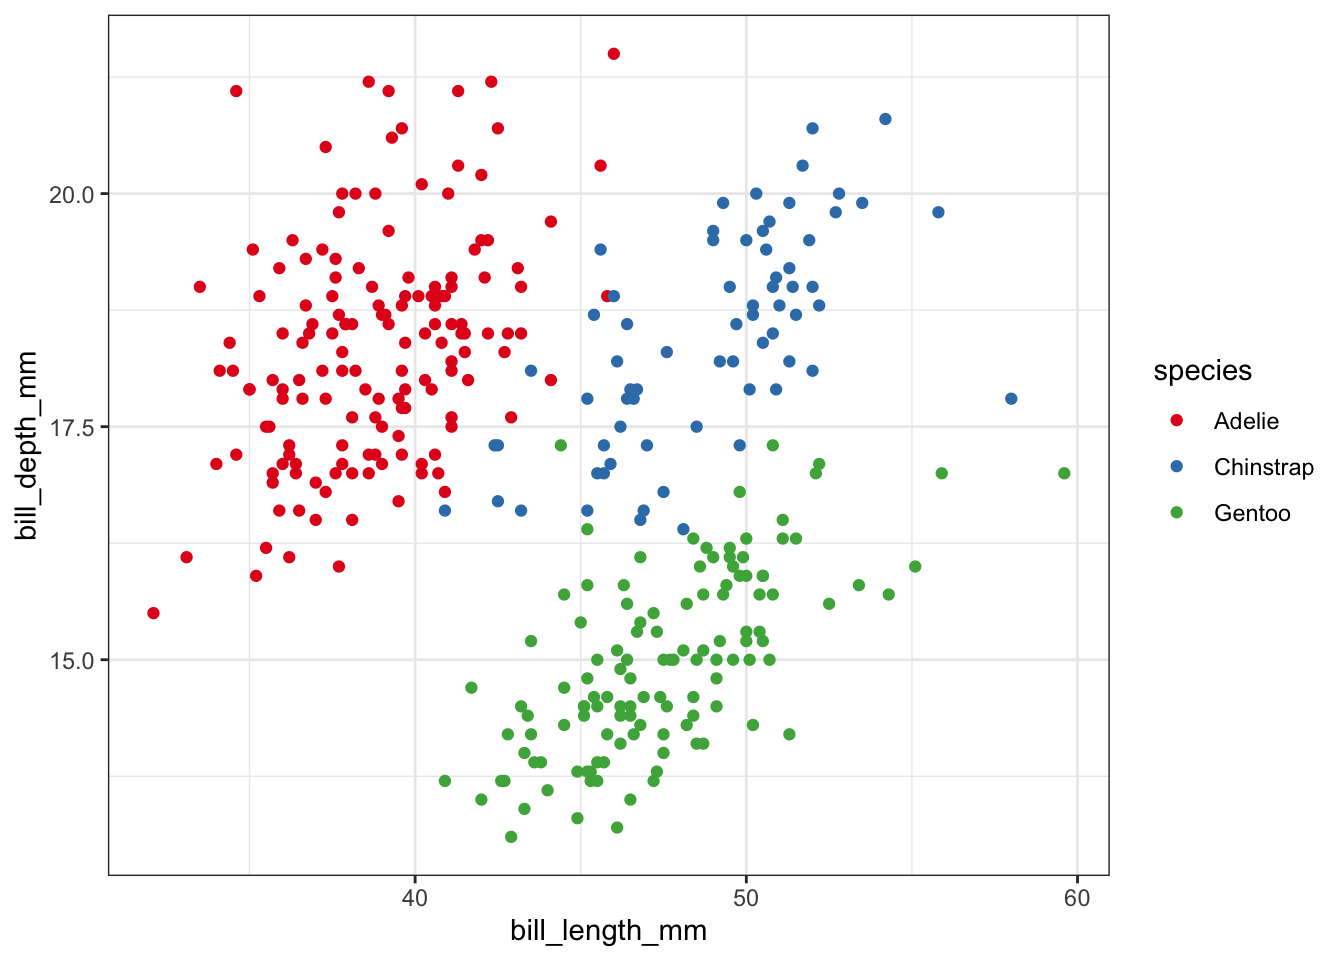 20.0
17.5
15.0
bill_depth_mm
40
50
60
bill_length_mm
species
Adelie
Chinstrap
Gentoo